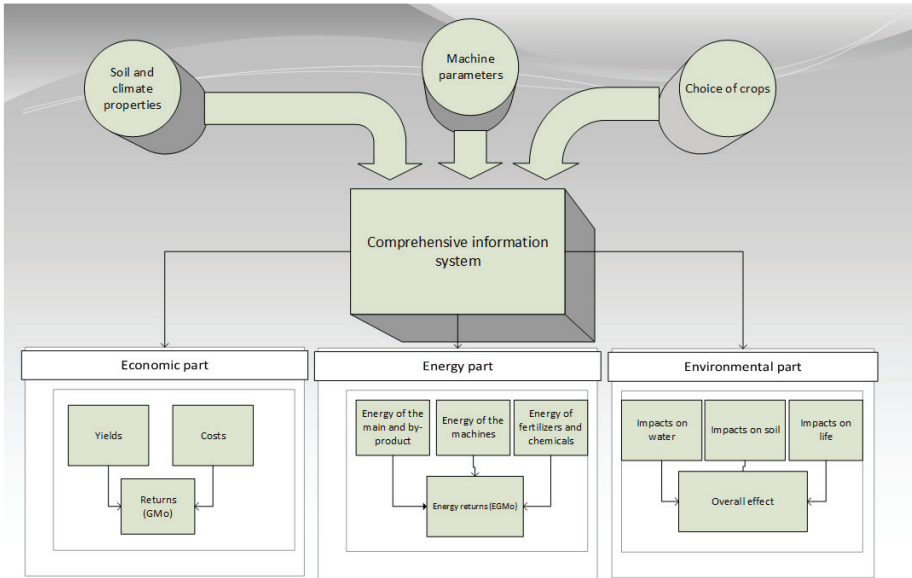 Soil and
climate
properties
Machine
parameters
Choice of crops
Comprehensive information
system
Economic part
Energy part
Environmental part
Yields
Costs
Returns
(GMo)
Energy of the
main and by-
product
Energy of the
machines
Energy of
fertilizers and
chemicals
Energy returns (EGMo)
Impacts on
water
Impacts on soil
Impacts on
life
Overall effect